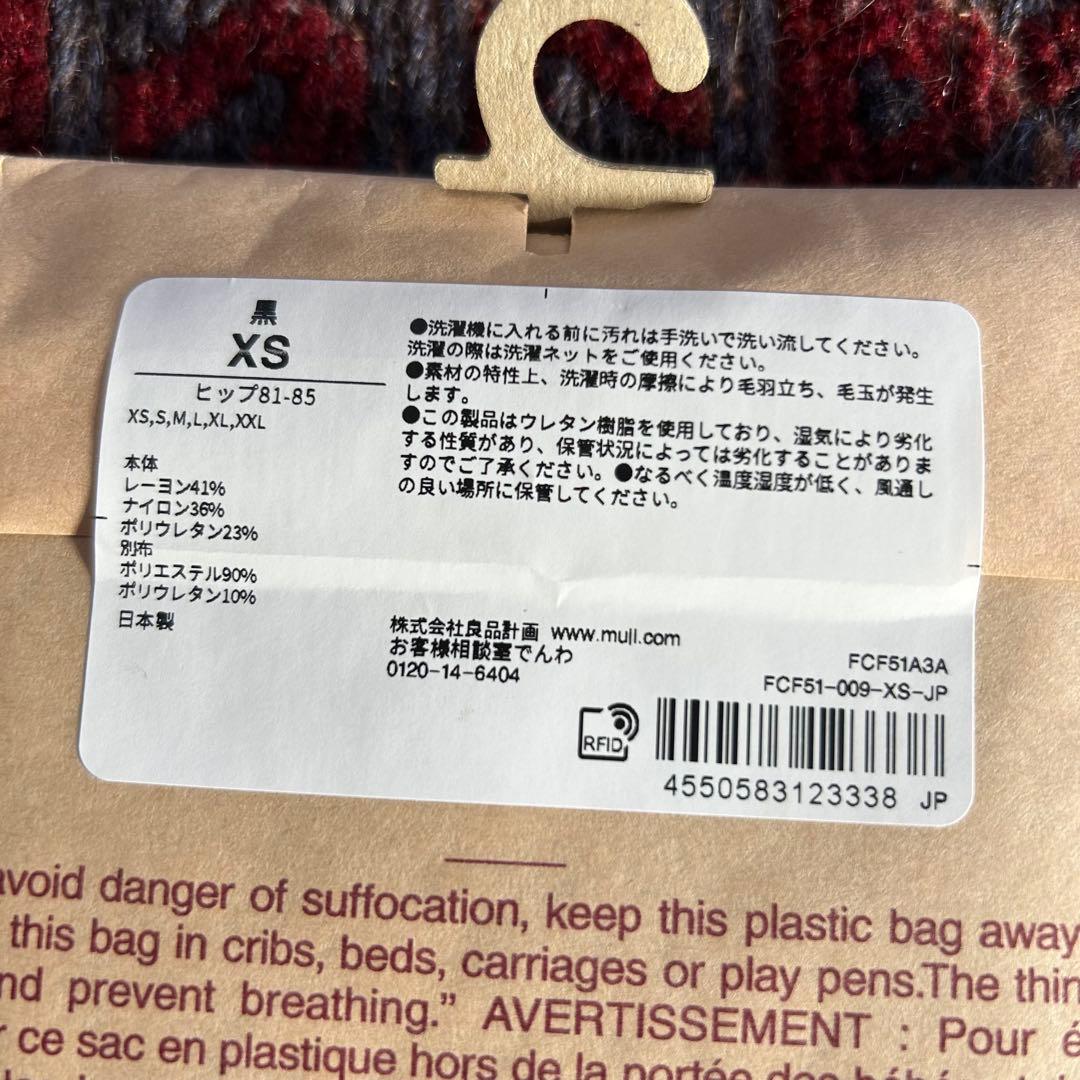 黒
XS
ヒップ81-85
XS,S,M,L,XL,XXL
本体
レーヨン41%
ナイロン36%
ポリウレタン23%
別布
ポリエステル90%
ポリウレタン10%
日本製
●洗濯機に入れる前に汚れは手洗いで洗い流してください。
洗濯の際は洗濯ネットをご使用ください。
●素材の特性上、洗濯時の摩擦により毛羽立ち、毛玉が発生
します。
●この製品はウレタン樹脂を使用しており、湿気により劣化
する性質があり、保管状況によっては劣化することがありま
すのでご了承ください。●なるべく温度湿度が低く、風通し
の良い場所に保管してください。
株式会社良品計画 www.muji.com
お客様相談室でんわ
0120-14-6404
FCF51A3A
FCF51-009-XS-JP
RFID
4550583123338 JP
avoid danger of suffocation, keep this plastic bag away
this bag in cribs, beds, carriages or play pens.The thin
nd prevent breathing.” AVERTISSEMENT : Pour é
ce sac en plastique hors de la portée des bébés